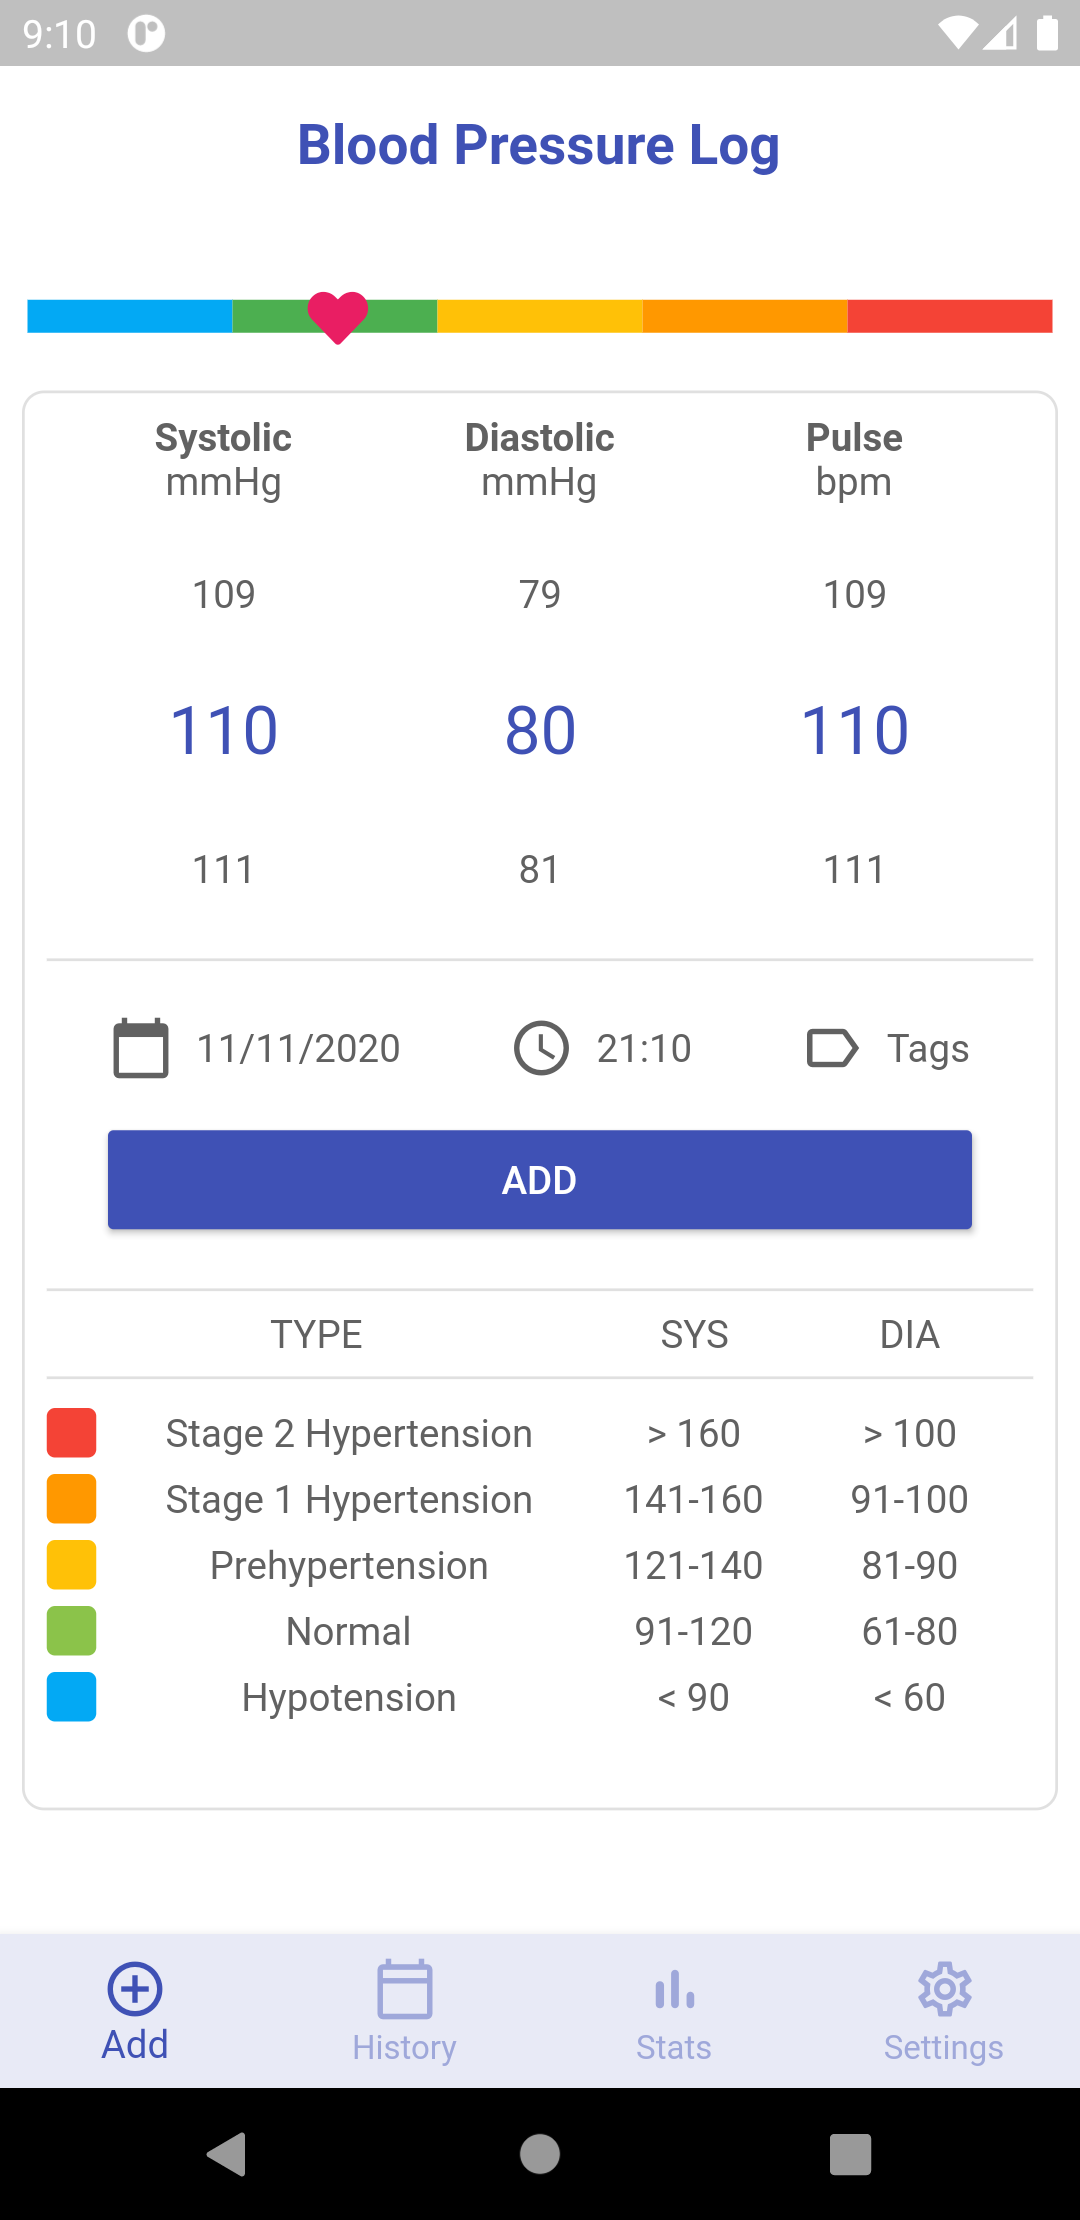 9:10
Blood Pressure Log
Systolic Diastolic Pulse
mmHg mmHg bpm
109 79 109
110 80 110
111 81 111
11/11/2020 21:10 Tags
ADD
TYPE SYS DIA
Stage 2 Hypertension > 160 > 100
Stage 1 Hypertension 141-160 91-100
Prehypertension 121-140 81-90
Normal 91-120 61-80
Hypotension < 90 < 60
Add History Stats Settings